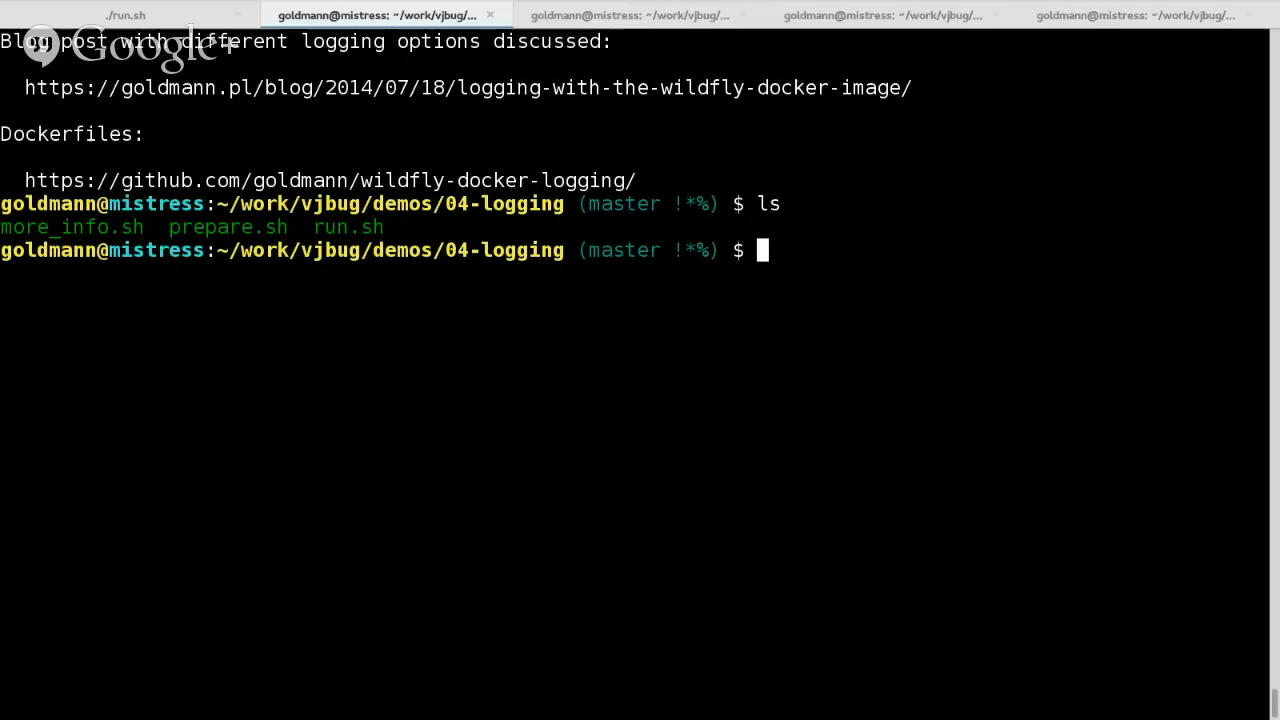 ./run.sh
goldmann@mistress: ~/work/vjbug/...
goldmann@mistress: ~/work/vjbug/...
goldmann@mistress: ~/work/vjbug/...
goldmann@mistress: ~/work/vjbug/...
Google+
Blog post with different logging options discussed:
https://goldmann.pl/blog/2014/07/18/logging-with-the-wildfly-docker-image/
Dockerfiles:
https://github.com/goldmann/wildfly-docker-logging/
goldmann@mistress:~/work/vjbug/demos/04-logging (master !*%) $ ls
more_info.sh prepare.sh run.sh
goldmann@mistress:~/work/vjbug/demos/04-logging (master !*%) $